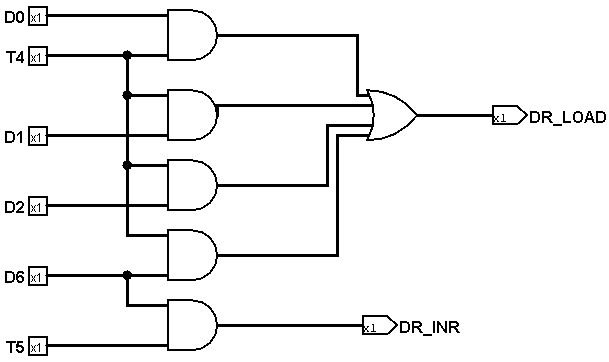 D0 x1
T4 x1
D1 x1
x1 DR_LOAD
D2 x1
D6 x1
x1 DR_INR
T5 x1